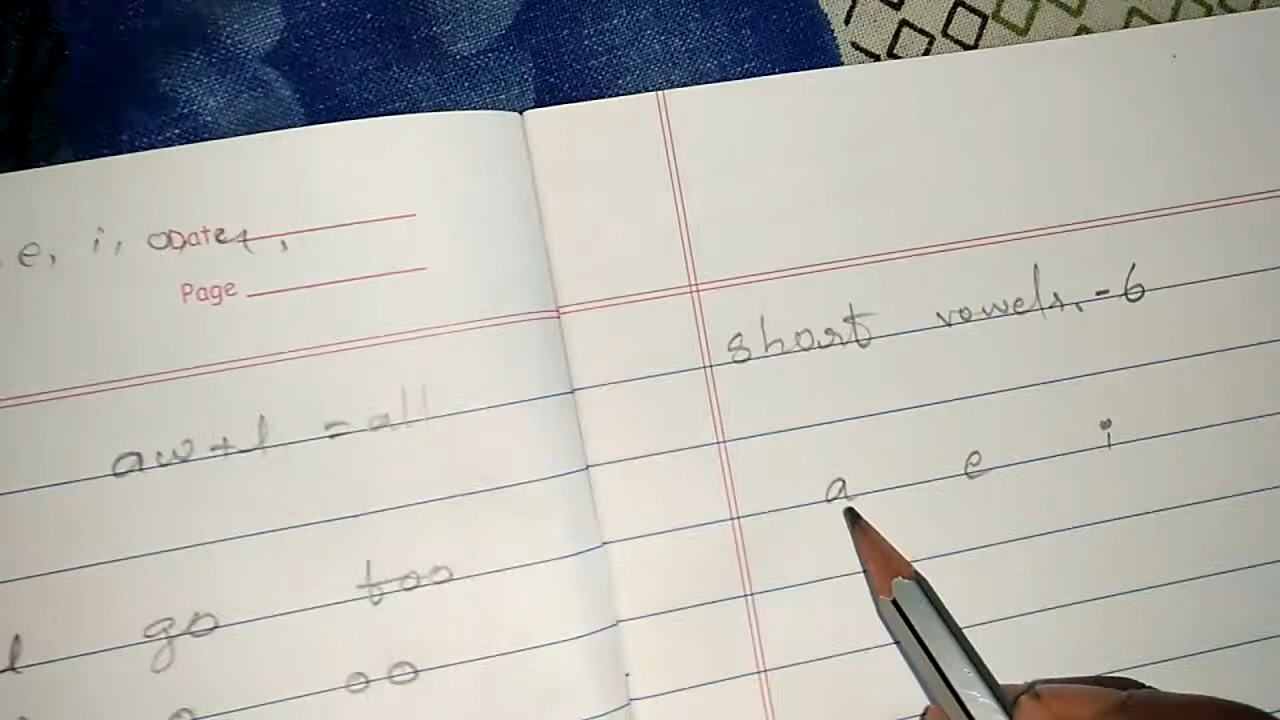 e, i, o
Date
Page
aw + l = all
go too
oo
short vowels. - 6
a e i